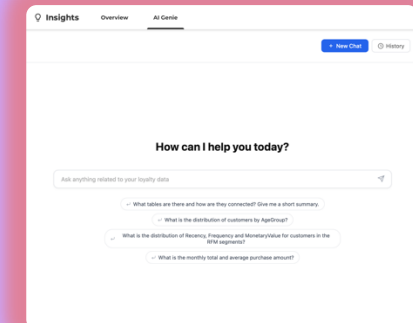 Insights Overview AI Genie
+ New Chat History
How can I help you today?
Ask anything related to your loyalty data
What tables are there and how are they connected? Give me a short summary.
What is the distribution of customers by AgeGroup?
What is the distribution of Recency, Frequency and MonetaryValue for customers in the
RFM segments?
What is the monthly total and average purchase amount?